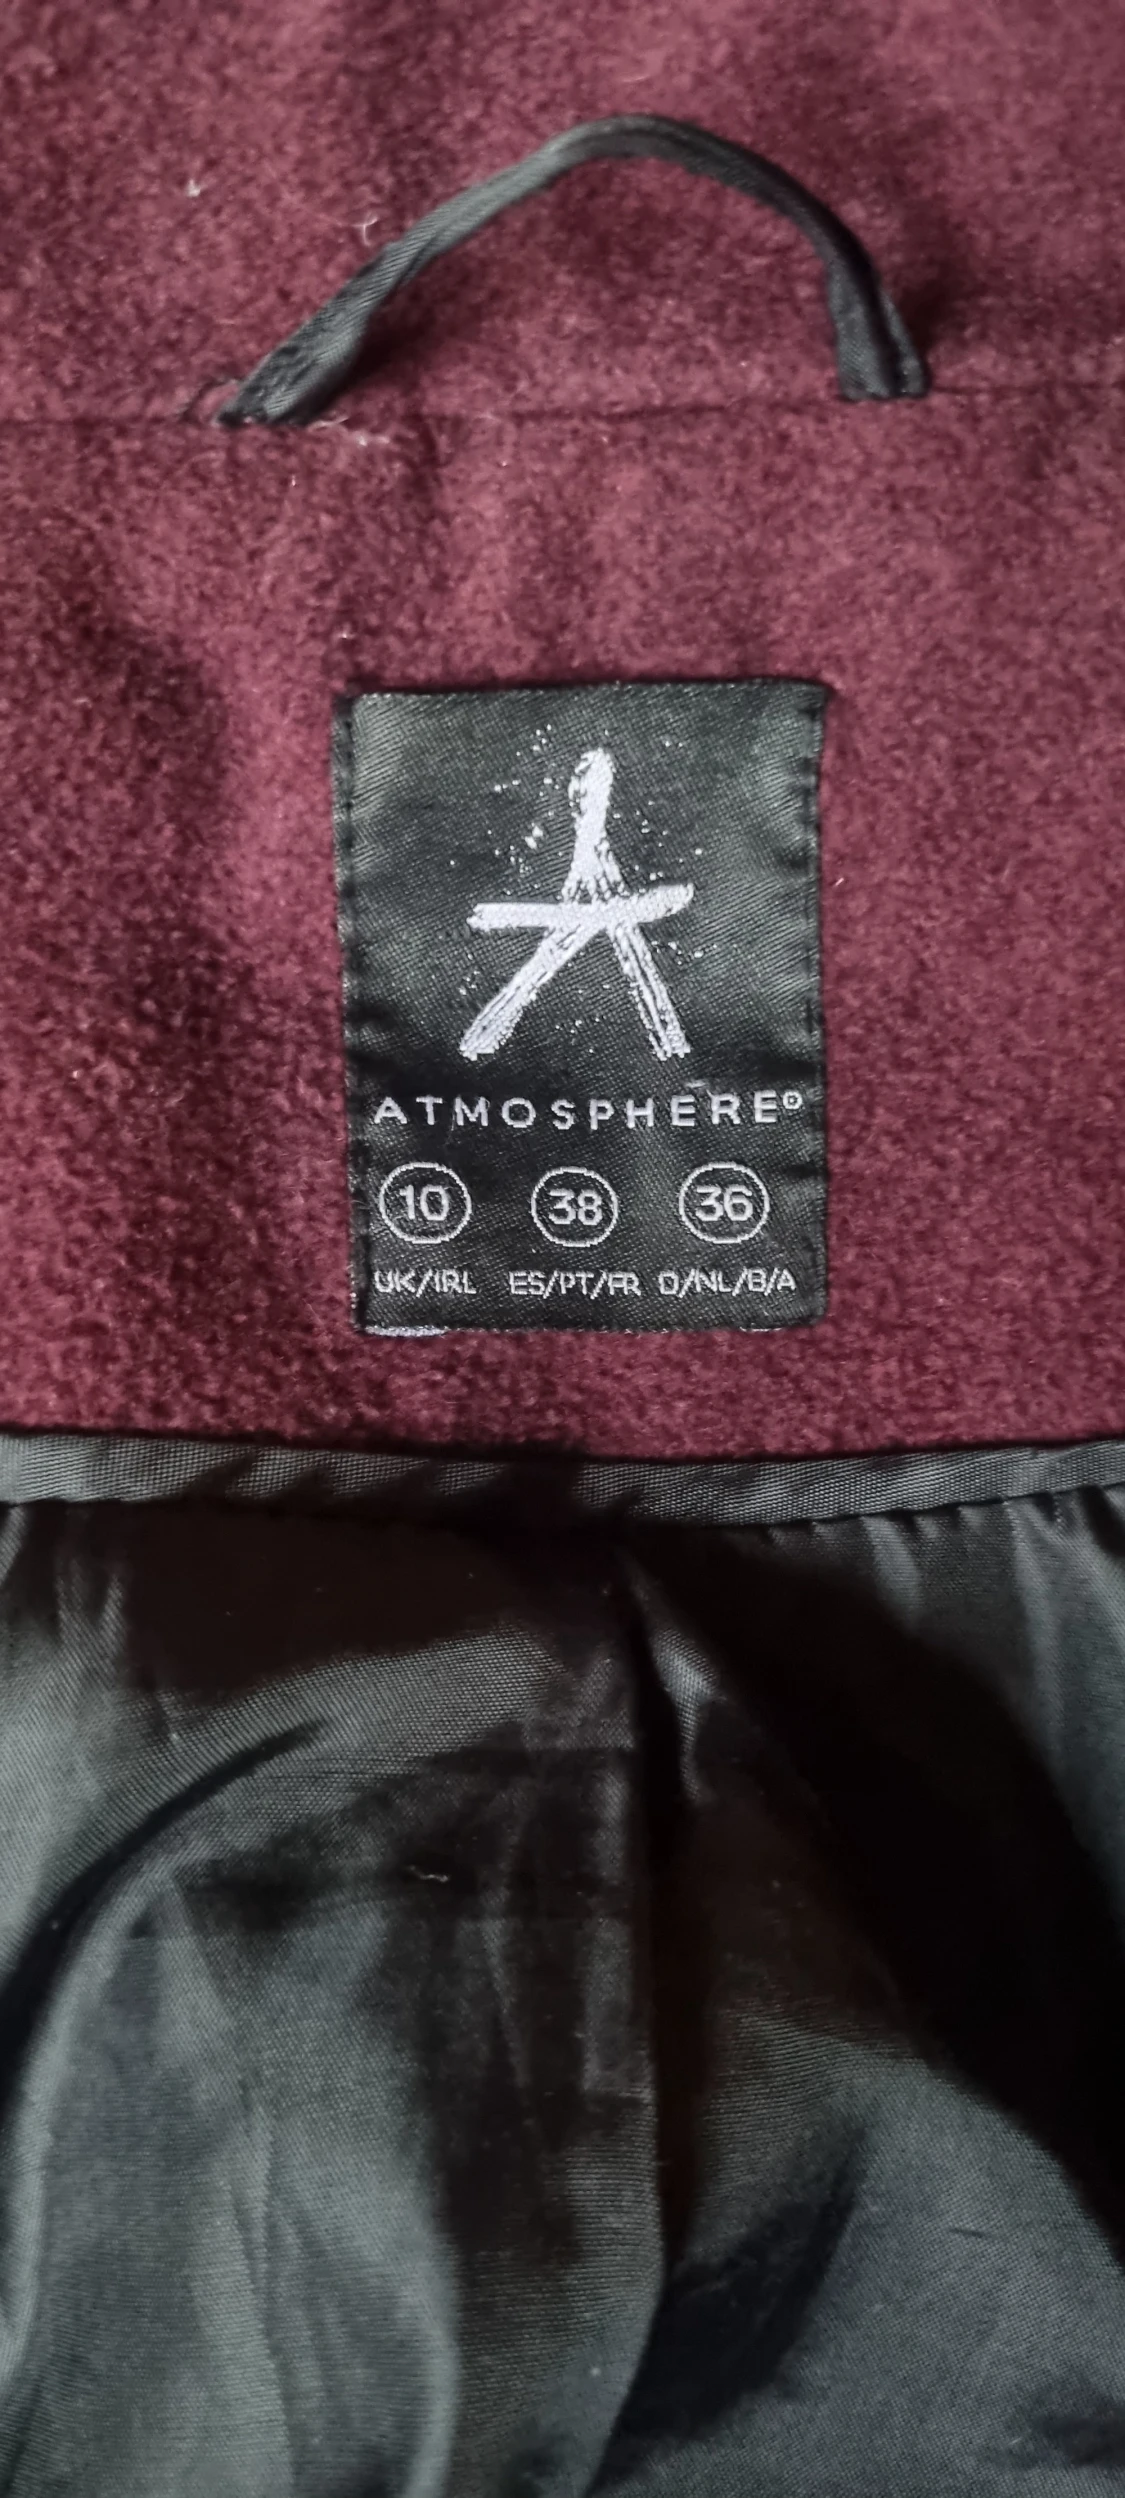 ATMOSPHERE®
10 38 36
UK/IRL ES/PT/FR D/NL/B/A